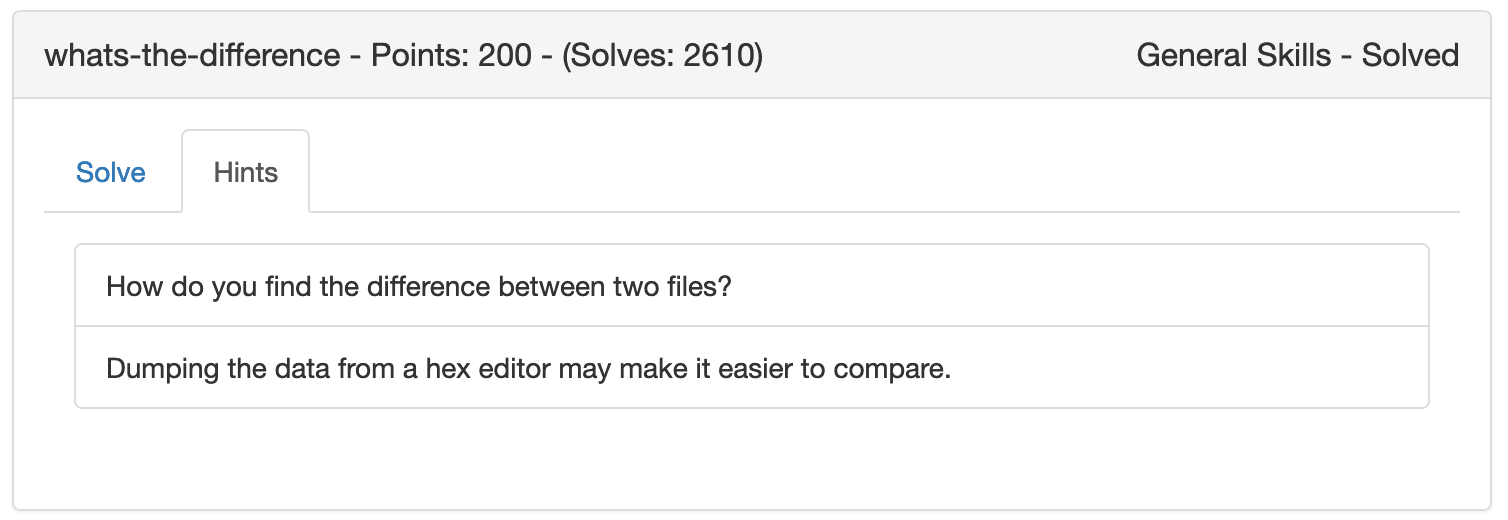 whats-the-difference - Points: 200 - (Solves: 2610) General Skills - Solved
Solve Hints
How do you find the difference between two files?
Dumping the data from a hex editor may make it easier to compare.